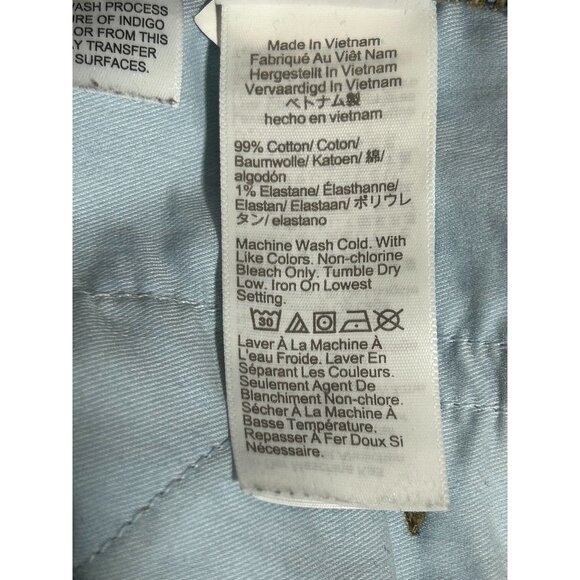 WASH PROCESS
URE OF INDIGO
OR FROM THIS
Y TRANSFER
SURFACES.
Made In Vietnam
Fabriqué Au Viêt Nam
Hergestellt In Vietnam
Vervaardigd In Vietnam
ベトナム製
hecho en vietnam
99% Cotton/ Coton/
Baumwolle/ Katoen/ 綿/
algodón
1% Elastane/ Élasthanne/
Elastan/ Elastaan/ ポリウレ
タン/ elastano
Machine Wash Cold. With
Like Colors. Non-chlorine
Bleach Only. Tumble Dry
Low. Iron On Lowest
Setting.
30
Laver À La Machine À
L'eau Froide. Laver En
Séparant Les Couleurs.
Seulement Agent De
Blanchiment Non-chlore.
Sécher À La Machine À
Basse Température.
Repasser À Fer Doux Si
Nécessaire.